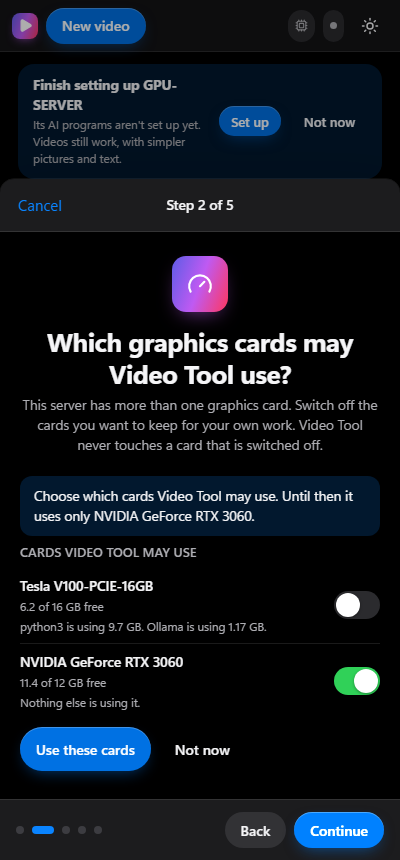 New video
Finish setting up GPU-
SERVER
Its AI programs aren't set up yet.
Videos still work, with simpler
pictures and text.
Set up
Not now
Cancel
Step 2 of 5
Which graphics cards may
Video Tool use?
This server has more than one graphics card. Switch off the
cards you want to keep for your own work. Video Tool
never touches a card that is switched off.
Choose which cards Video Tool may use. Until then it
uses only NVIDIA GeForce RTX 3060.
CARDS VIDEO TOOL MAY USE
Tesla V100-PCIE-16GB
6.2 of 16 GB free
python3 is using 9.7 GB. Ollama is using 1.17 GB.
NVIDIA GeForce RTX 3060
11.4 of 12 GB free
Nothing else is using it.
Use these cards
Not now
Back
Continue